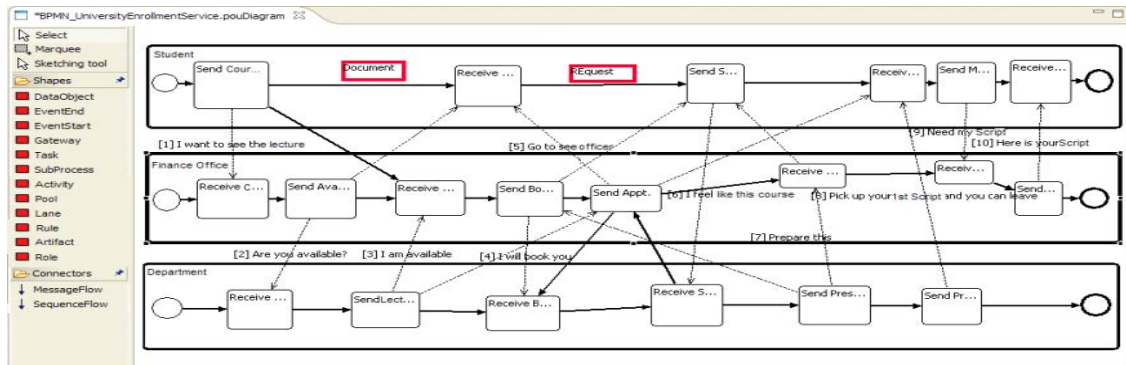 *BPMN_UniversityEnrollmentService.pouDiagram
Select
Marquee
Sketching tool
Shapes
DataObject
EventEnd
EventStart
Gateway
Task
SubProcess
Activity
Pool
Lane
Rule
Artifact
Role
Connectors
MessageFlow
SequenceFlow
Student
Send Cour...
Document
Receive ...
REquest
Send S...
Receiv...
Send M...
Receive...
[1] I want to see the lecture
[5] Go to see officer
[9] Need my Script
[10] Here is yourScript
Finance Office
Receive C...
Send Ava...
Receive ...
Send Bo...
Send Appt.
Receive ...
Receiv...
Send...
[6] I feel like this course
[8] Pick up your1st Script and you can leave
[2] Are you available?
[3] I am available
[4] I will book you
[7] Prepare this
Department
Receive ...
SendLect...
Receive B...
Receive S...
Send Pres...
Send Pr...